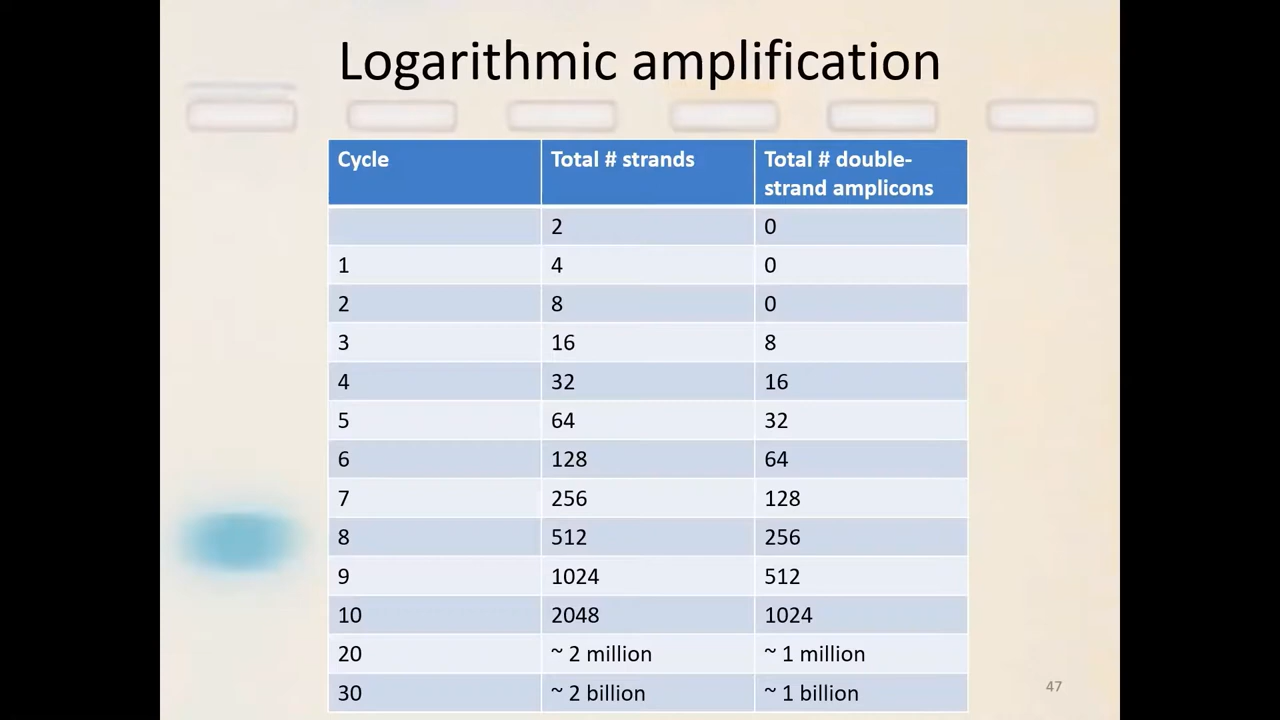 Logarithmic amplification
Cycle Total # strands Total # double-
strand amplicons
2 0
1 4 0
2 8 0
3 16 8
4 32 16
5 64 32
6 128 64
7 256 128
8 512 256
9 1024 512
10 2048 1024
20 ~ 2 million ~ 1 million
30 ~ 2 billion ~ 1 billion
47